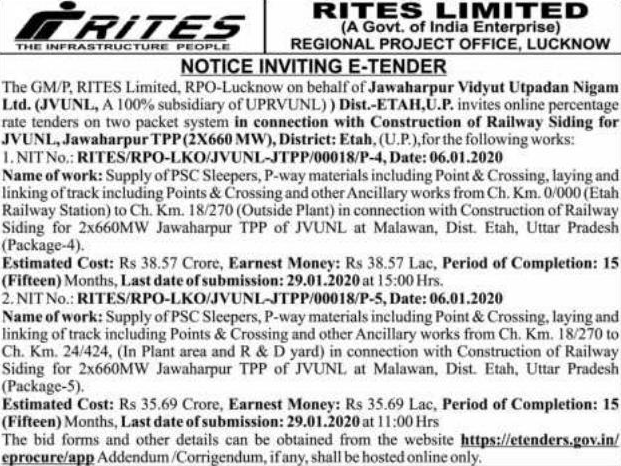 RITES
THE INFRASTRUCTURE PEOPLE
RITES LIMITED
(A Govt. of India Enterprise)
REGIONAL PROJECT OFFICE, LUCKNOW
NOTICE INVITING E-TENDER
The GM/P, RITES Limited, RPO-Lucknow on behalf of Jawaharpur Vidyut Utpadan Nigam
Ltd. (JVUNL, A 100% subsidiary of UPRVUNL) ) Dist.-ETAH,U.P. invites online percentage
rate tenders on two packet system in connection with Construction of Railway Siding for
JVUNL, Jawaharpur TPP (2X660 MW), District: Etah, (U.P.),for the following works:
1. NIT No.: RITES/RPO-LKO/JVUNL-JTPP/00018/P-4, Date: 06.01.2020
Name of work: Supply of PSC Sleepers, P-way materials including Point & Crossing, laying and
linking of track including Points & Crossing and other Ancillary works from Ch. Km. 0/000 (Etah
Railway Station) to Ch. Km. 18/270 (Outside Plant) in connection with Construction of Railway
Siding for 2x660MW Jawaharpur TPP of JVUNL at Malawan, Dist. Etah, Uttar Pradesh
(Package-4).
Estimated Cost: Rs 38.57 Crore, Earnest Money: Rs 38.57 Lac, Period of Completion: 15
(Fifteen) Months, Last date of submission: 29.01.2020 at 15:00 Hrs.
2. NIT No.: RITES/RPO-LKO/JVUNL-JTPP/00018/P-5, Date: 06.01.2020
Name of work: Supply of PSC Sleepers, P-way materials including Point & Crossing, laying and
linking of track including Points & Crossing and other Ancillary works from Ch. Km. 18/270 to
Ch. Km. 24/424, (In Plant area and R & D yard) in connection with Construction of Railway
Siding for 2x660MW Jawaharpur TPP of JVUNL at Malawan, Dist. Etah, Uttar Pradesh
(Package-5).
Estimated Cost: Rs 35.69 Crore, Earnest Money: Rs 35.69 Lac, Period of Completion: 15
(Fifteen) Months, Last date of submission: 29.01.2020 at 11:00 Hrs
The bid forms and other details can be obtained from the website https://etenders.gov.in/
eprocure/app Addendum /Corrigendum, if any, shall be hosted online only.